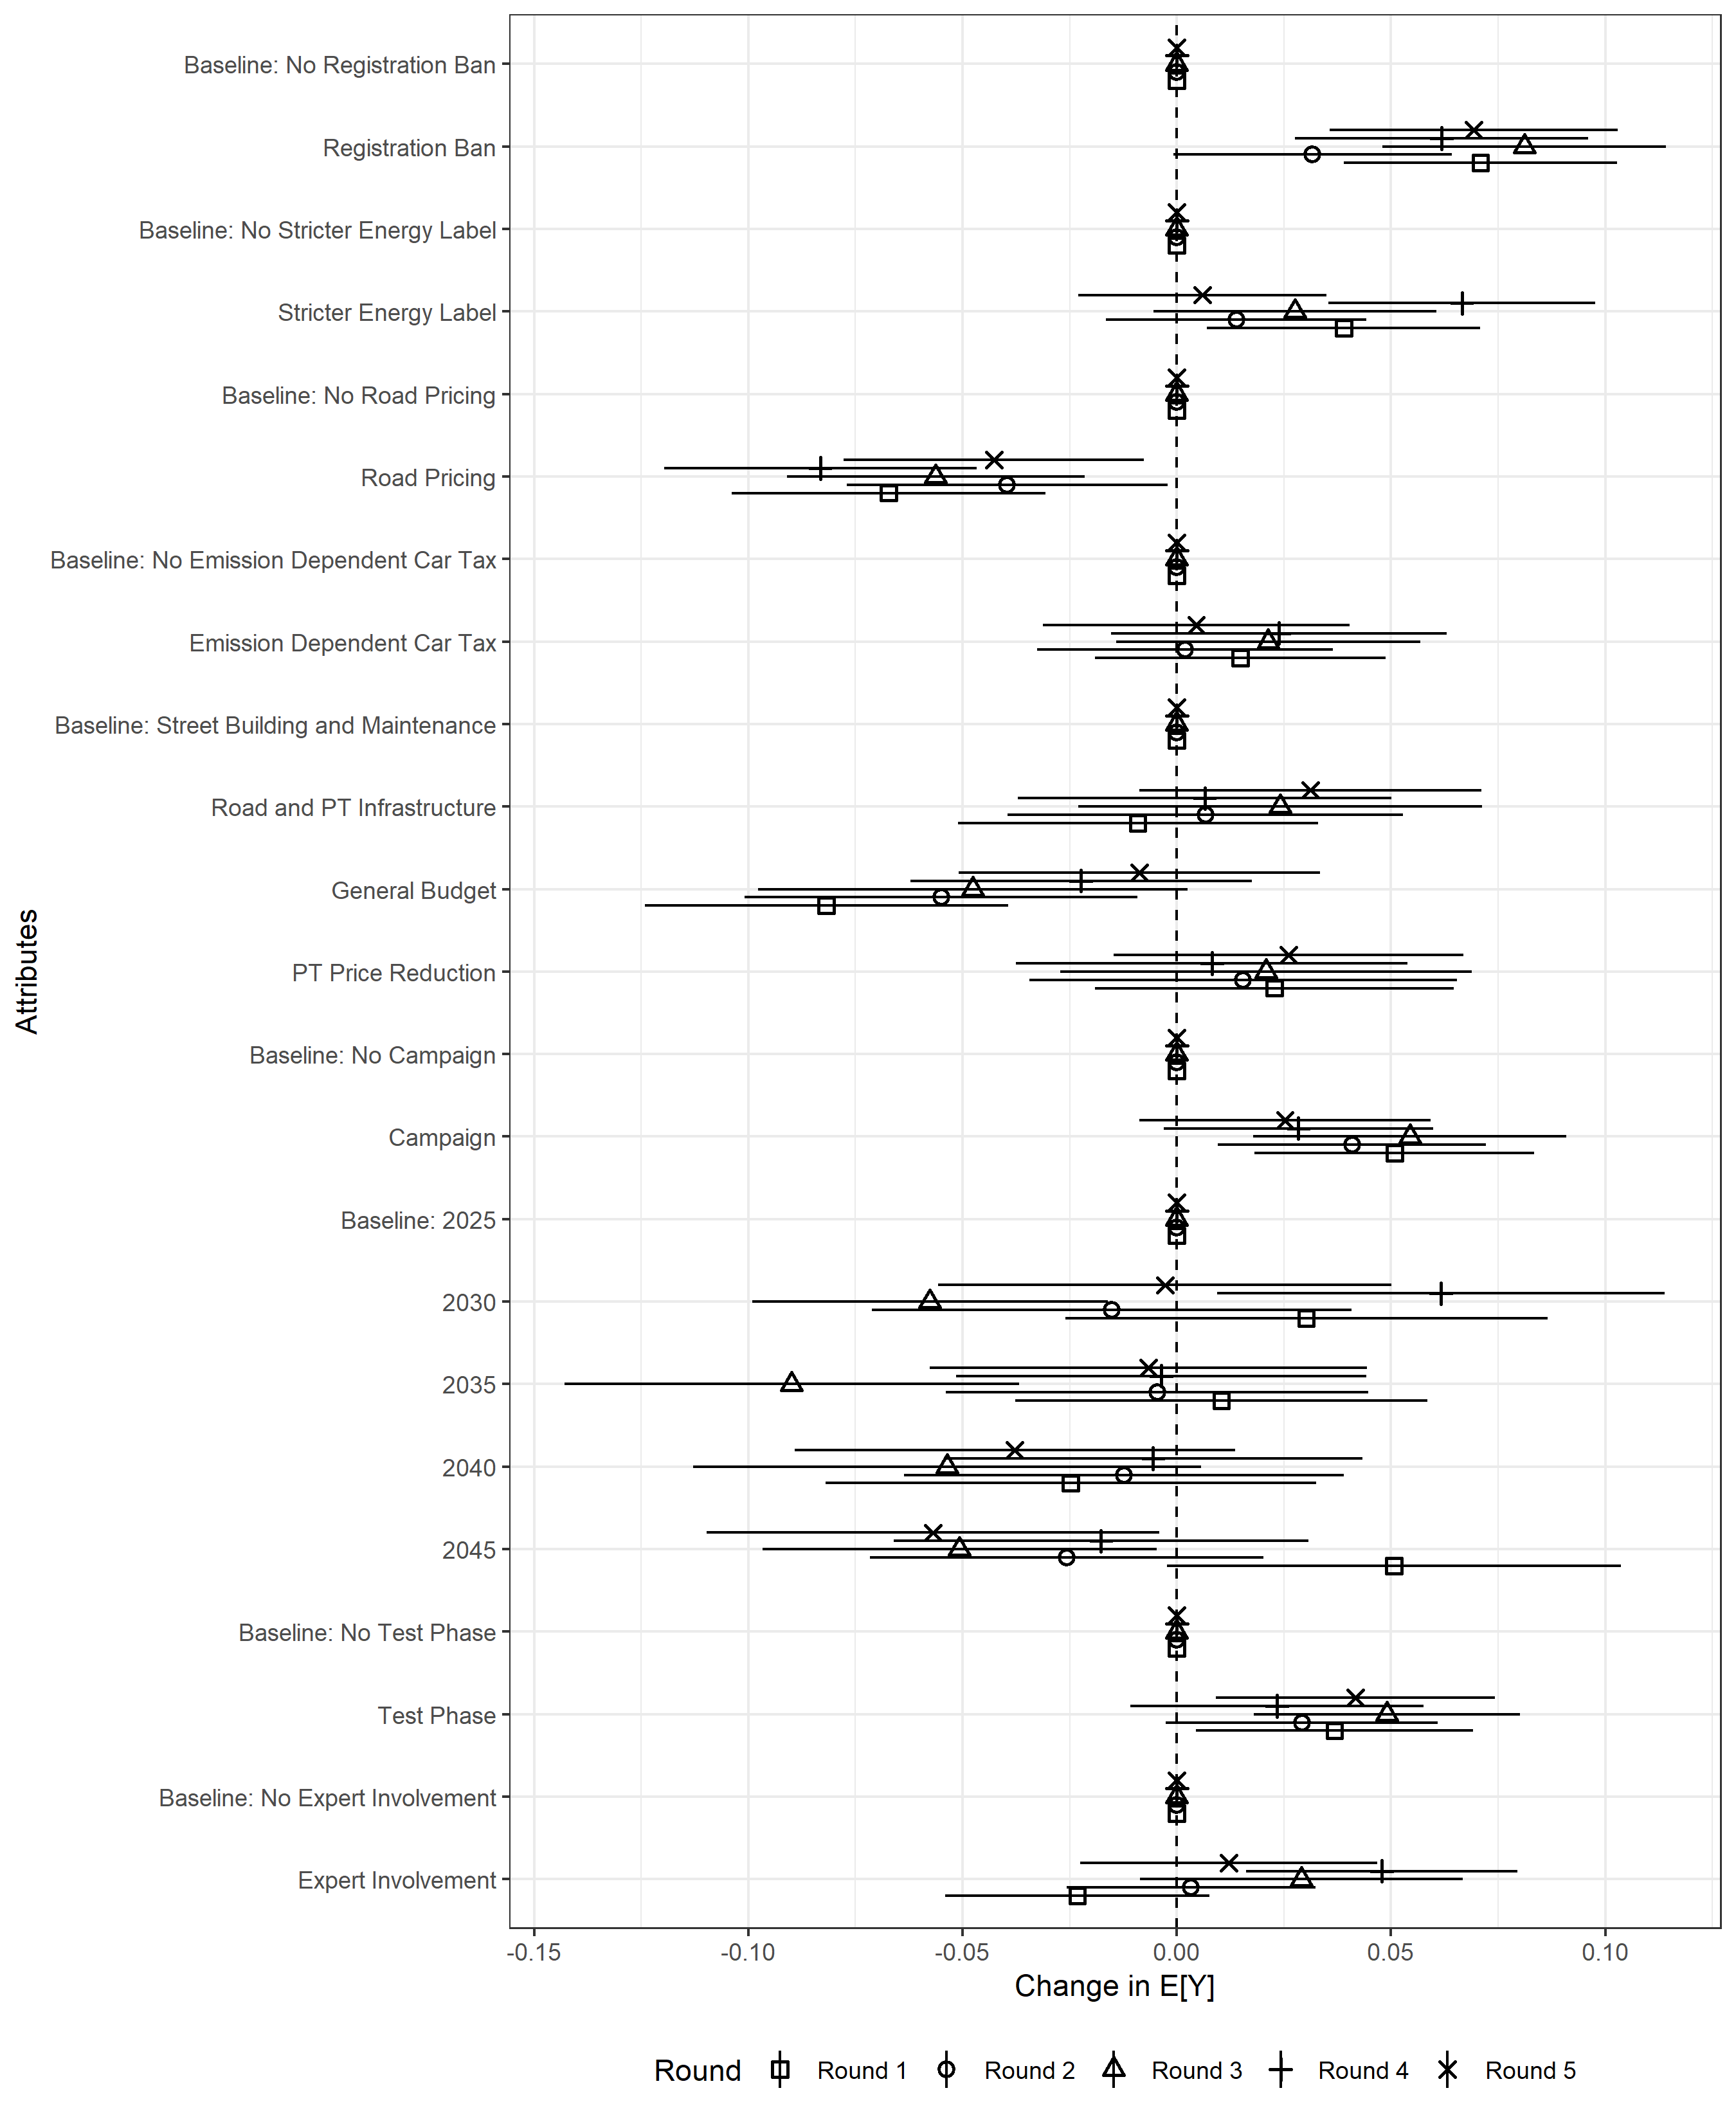 Baseline: No Registration Ban
Registration Ban
Baseline: No Stricter Energy Label
Stricter Energy Label
Baseline: No Road Pricing
Road Pricing
Baseline: No Emission Dependent Car Tax
Emission Dependent Car Tax
Baseline: Street Building and Maintenance
Road and PT Infrastructure
General Budget
PT Price Reduction
Baseline: No Campaign
Campaign
Baseline: 2025
2030
2035
2040
2045
Baseline: No Test Phase
Test Phase
Baseline: No Expert Involvement
Expert Involvement
Attributes
-0.15 -0.10 -0.05 0.00 0.05 0.10
Change in E[Y]
Round Round 1 Round 2 Round 3 Round 4 Round 5